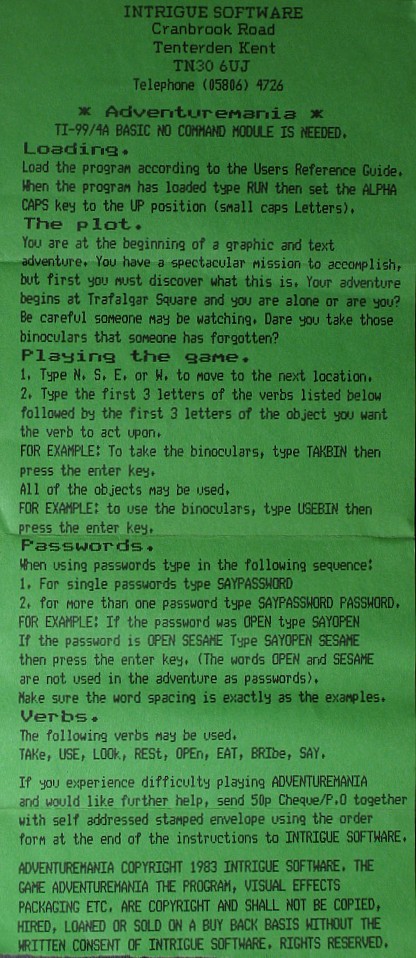 INTRIGUE SOFTWARE
Cranbrook Road
Tenterden Kent
TN30 6UJ
Telephone (05806) 4726
* Adventuremania *
TI-99/4A BASIC NO COMMAND MODULE IS NEEDED.
Loading.
Load the program according to the Users Reference Guide.
When the program has loaded type RUN then set the ALPHA
CAPS key to the UP position (small caps Letters).
The plot.
You are at the beginning of a graphic and text
adventure. You have a spectacular mission to accomplish,
but first you must discover what this is. Your adventure
begins at Trafalgar Square and you are alone or are you?
Be careful someone may be watching. Dare you take those
binoculars that someone has forgotten?
Playing the game.
1. Type N. S. E. or W. to move to the next location.
2. Type the first 3 letters of the verbs listed below
followed by the first 3 letters of the object you want
the verb to act upon.
FOR EXAMPLE: To take the binoculars, type TAKBIN then
press the enter key.
All of the objects may be used.
FOR EXAMPLE: to use the binoculars, type USEBIN then
press the enter key.
Passwords.
When using passwords type in the following sequence:
1. For single passwords type SAYPASSWORD
2. for more than one password type SAYPASSWORD PASSWORD.
FOR EXAMPLE: If the password was OPEN type SAYOPEN
If the password is OPEN SESAME Type SAYOPEN SESAME
then press the enter key. (The words OPEN and SESAME
are not used in the adventure as passwords).
Make sure the word spacing is exactly as the examples.
Verbs.
The following verbs may be used.
TAKe, USE, LOOk, RESt, OPEn, EAT, BRIbe, SAY.
If you experience difficulty playing ADVENTUREMANIA
and would like further help, send 50p Cheque/P.O together
with self addressed stamped envelope using the order
form at the end of the instructions to INTRIGUE SOFTWARE.
ADVENTUREMANIA COPYRIGHT 1983 INTRIGUE SOFTWARE. THE
GAME ADVENTUREMANIA THE PROGRAM, VISUAL EFFECTS
PACKAGING ETC. ARE COPYRIGHT AND SHALL NOT BE COPIED,
HIRED, LOANED OR SOLD ON A BUY BACK BASIS WITHOUT THE
WRITTEN CONSENT OF INTRIGUE SOFTWARE. RIGHTS RESERVED.